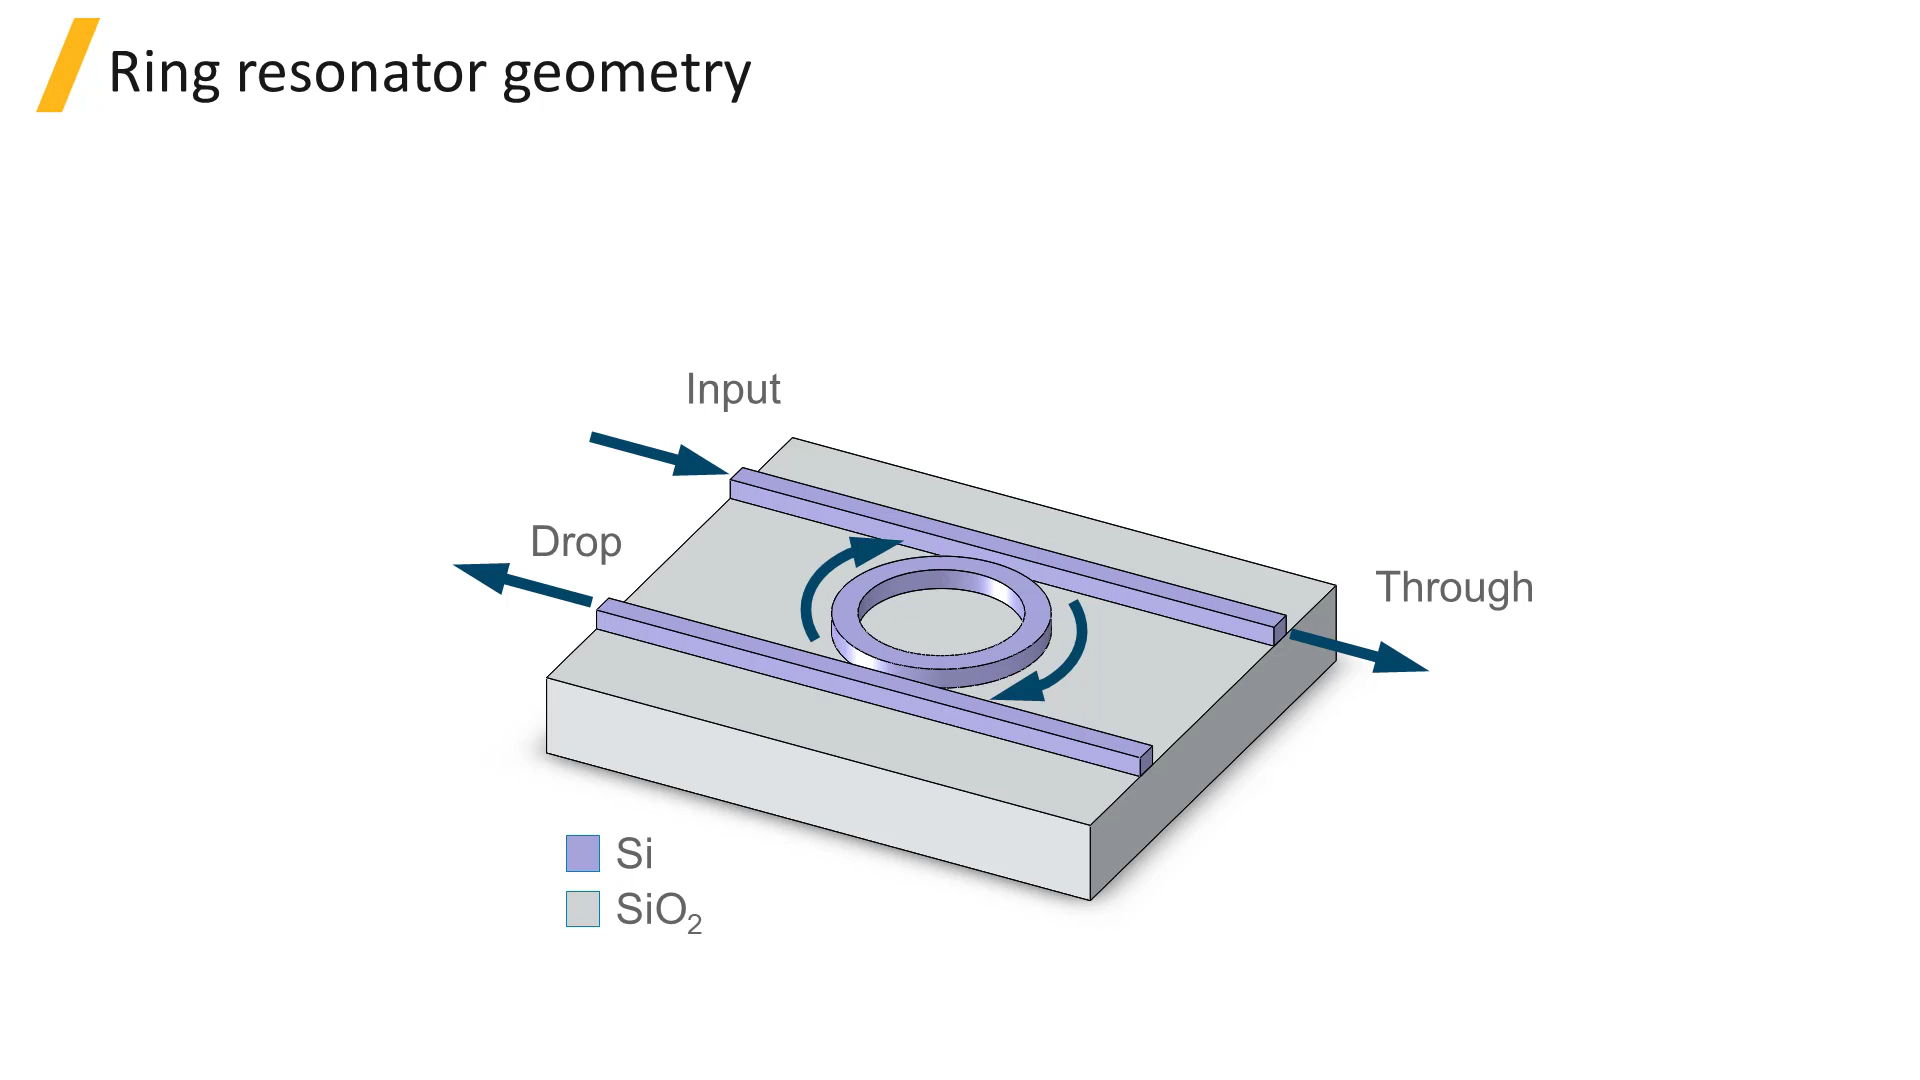 Ring resonator geometry
Input
Drop
Through
Si
SiO₂